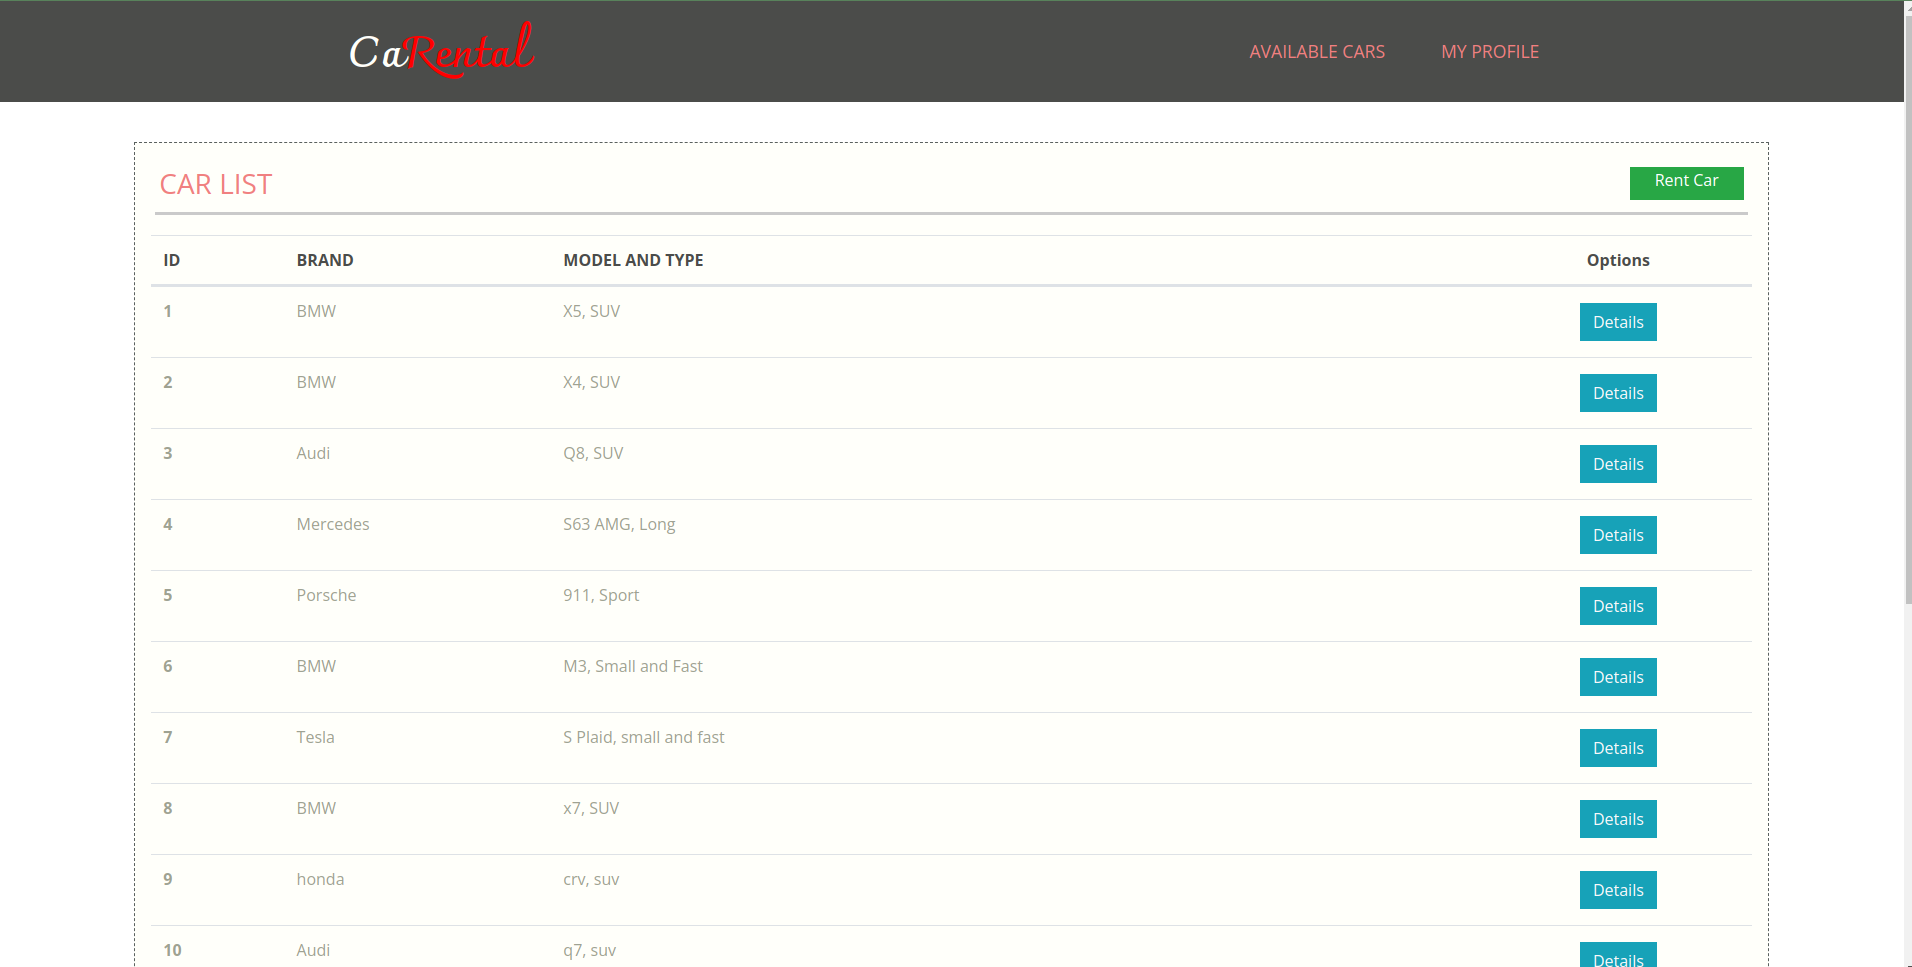 CaRental AVAILABLE CARS MY PROFILE
CAR LIST Rent Car
ID BRAND MODEL AND TYPE Options
1 BMW X5, SUV Details
2 BMW X4, SUV Details
3 Audi Q8, SUV Details
4 Mercedes S63 AMG, Long Details
5 Porsche 911, Sport Details
6 BMW M3, Small and Fast Details
7 Tesla S Plaid, small and fast Details
8 BMW x7, SUV Details
9 honda crv, suv Details
10 Audi q7, suv Details